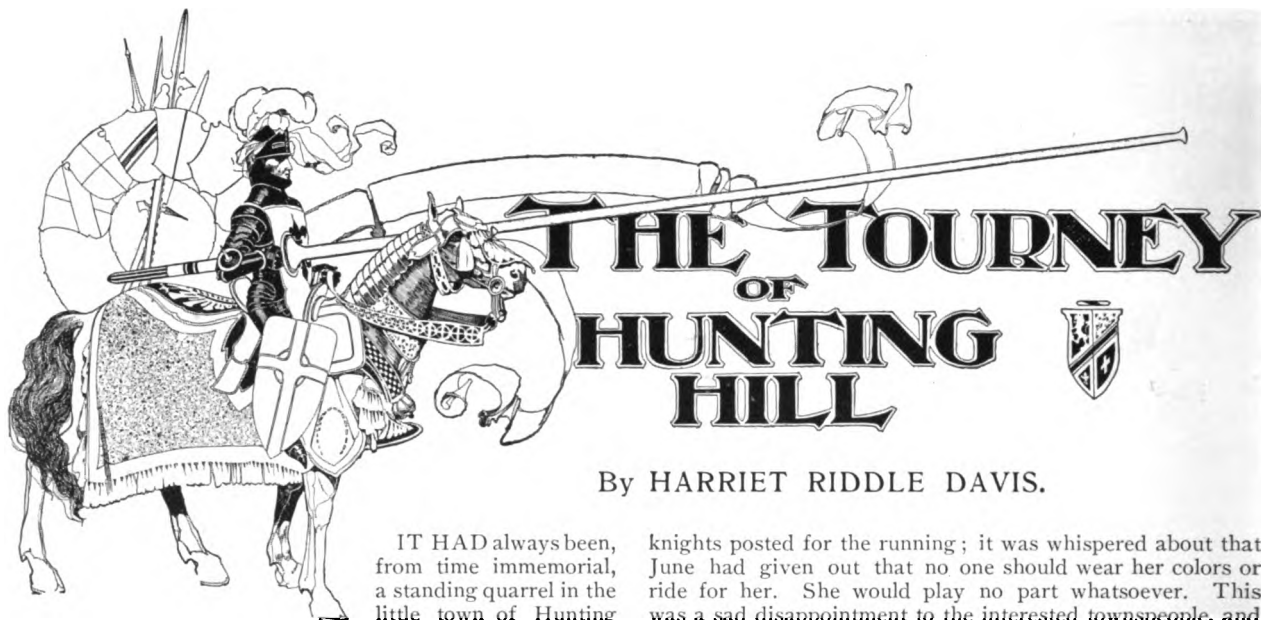 THE TOURNEY
OF
HUNTING
HILL
By HARRIET RIDDLE DAVIS.
IT HAD always been,
from time immemorial,
a standing quarrel in the
little town of Hunting
knights posted for the running; it was whispered about that
June had given out that no one should wear her colors or
ride for her. She would play no part whatsoever. This
was a sad disappointment to the interested townspeople, and